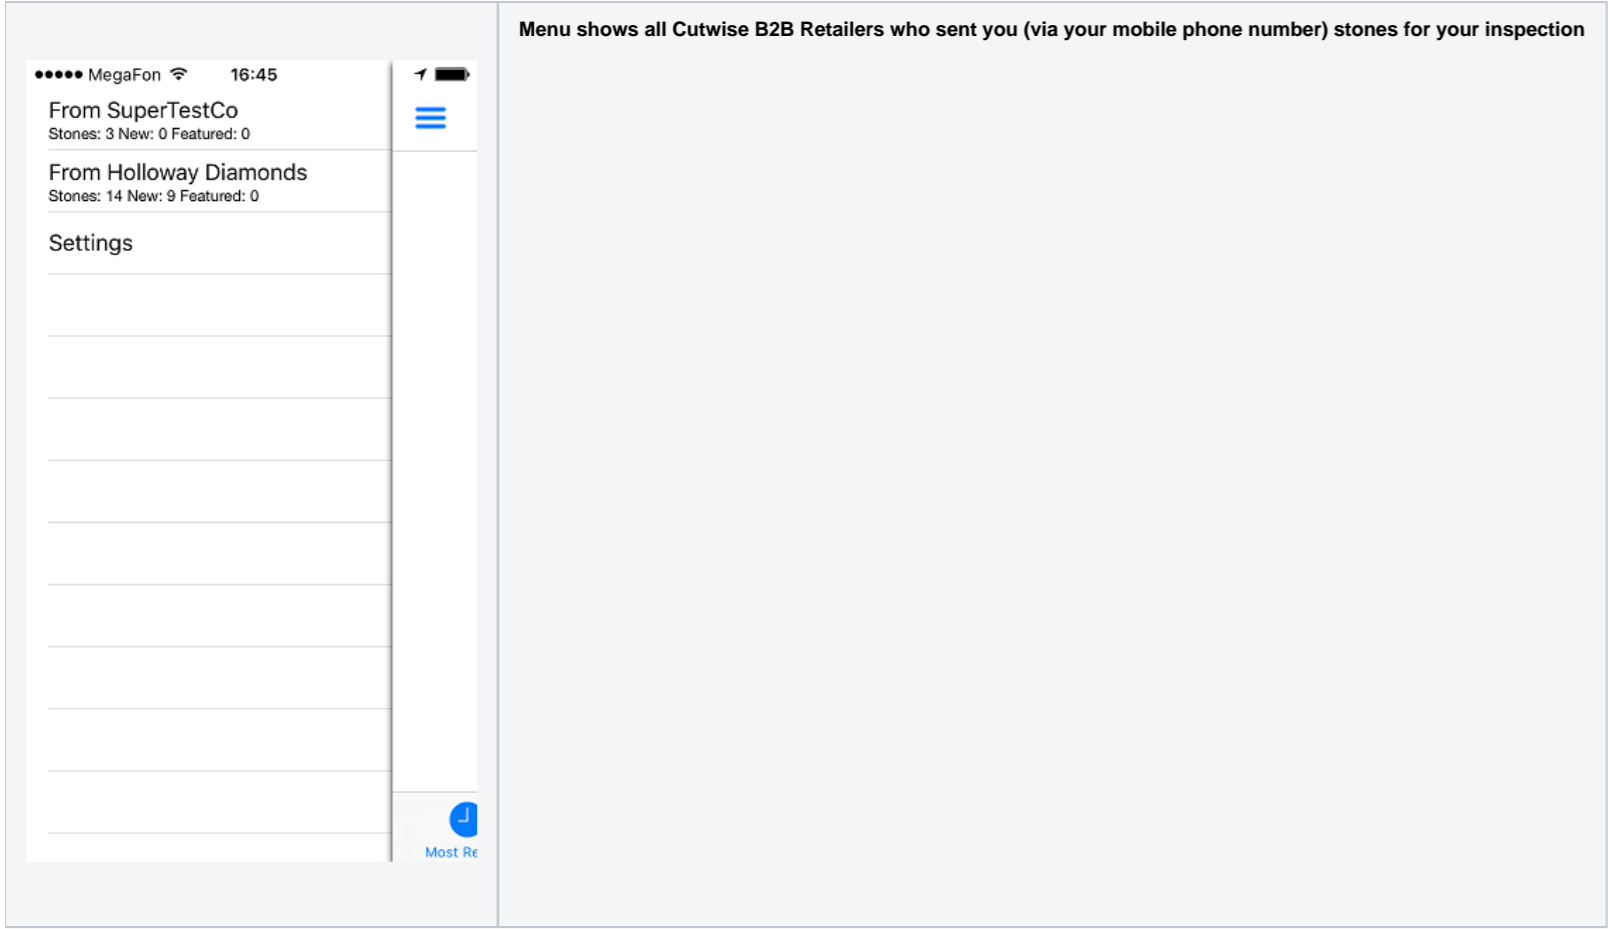 Menu shows all Cutwise B2B Retailers who sent you (via your mobile phone number) stones for your inspection
MegaFon 16:45
From SuperTestCo
Stones: 3 New: 0 Featured: 0
From Holloway Diamonds
Stones: 14 New: 9 Featured: 0
Settings
Most Re